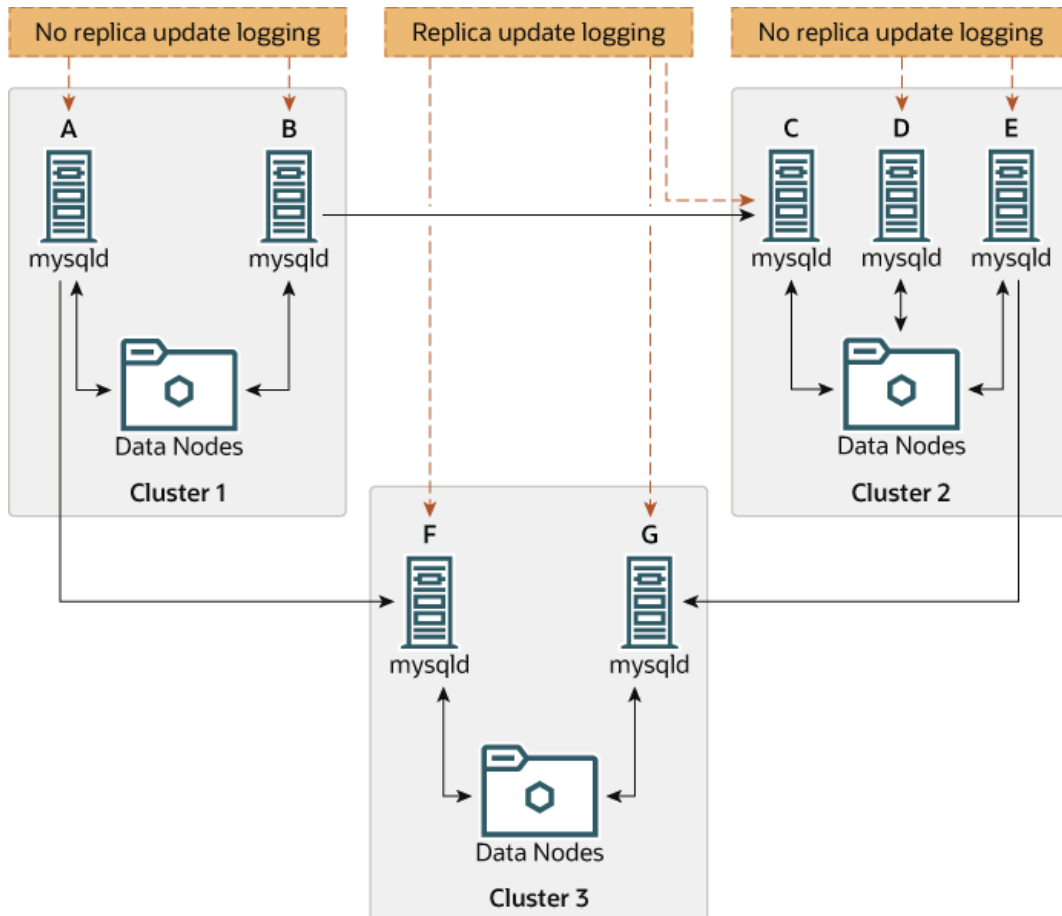 No replica update logging
Replica update logging
No replica update logging
A
B
C
D
E
mysqld
mysqld
mysqld
mysqld
mysqld
Data Nodes
Data Nodes
Cluster 1
Cluster 2
F
G
mysqld
mysqld
Data Nodes
Cluster 3